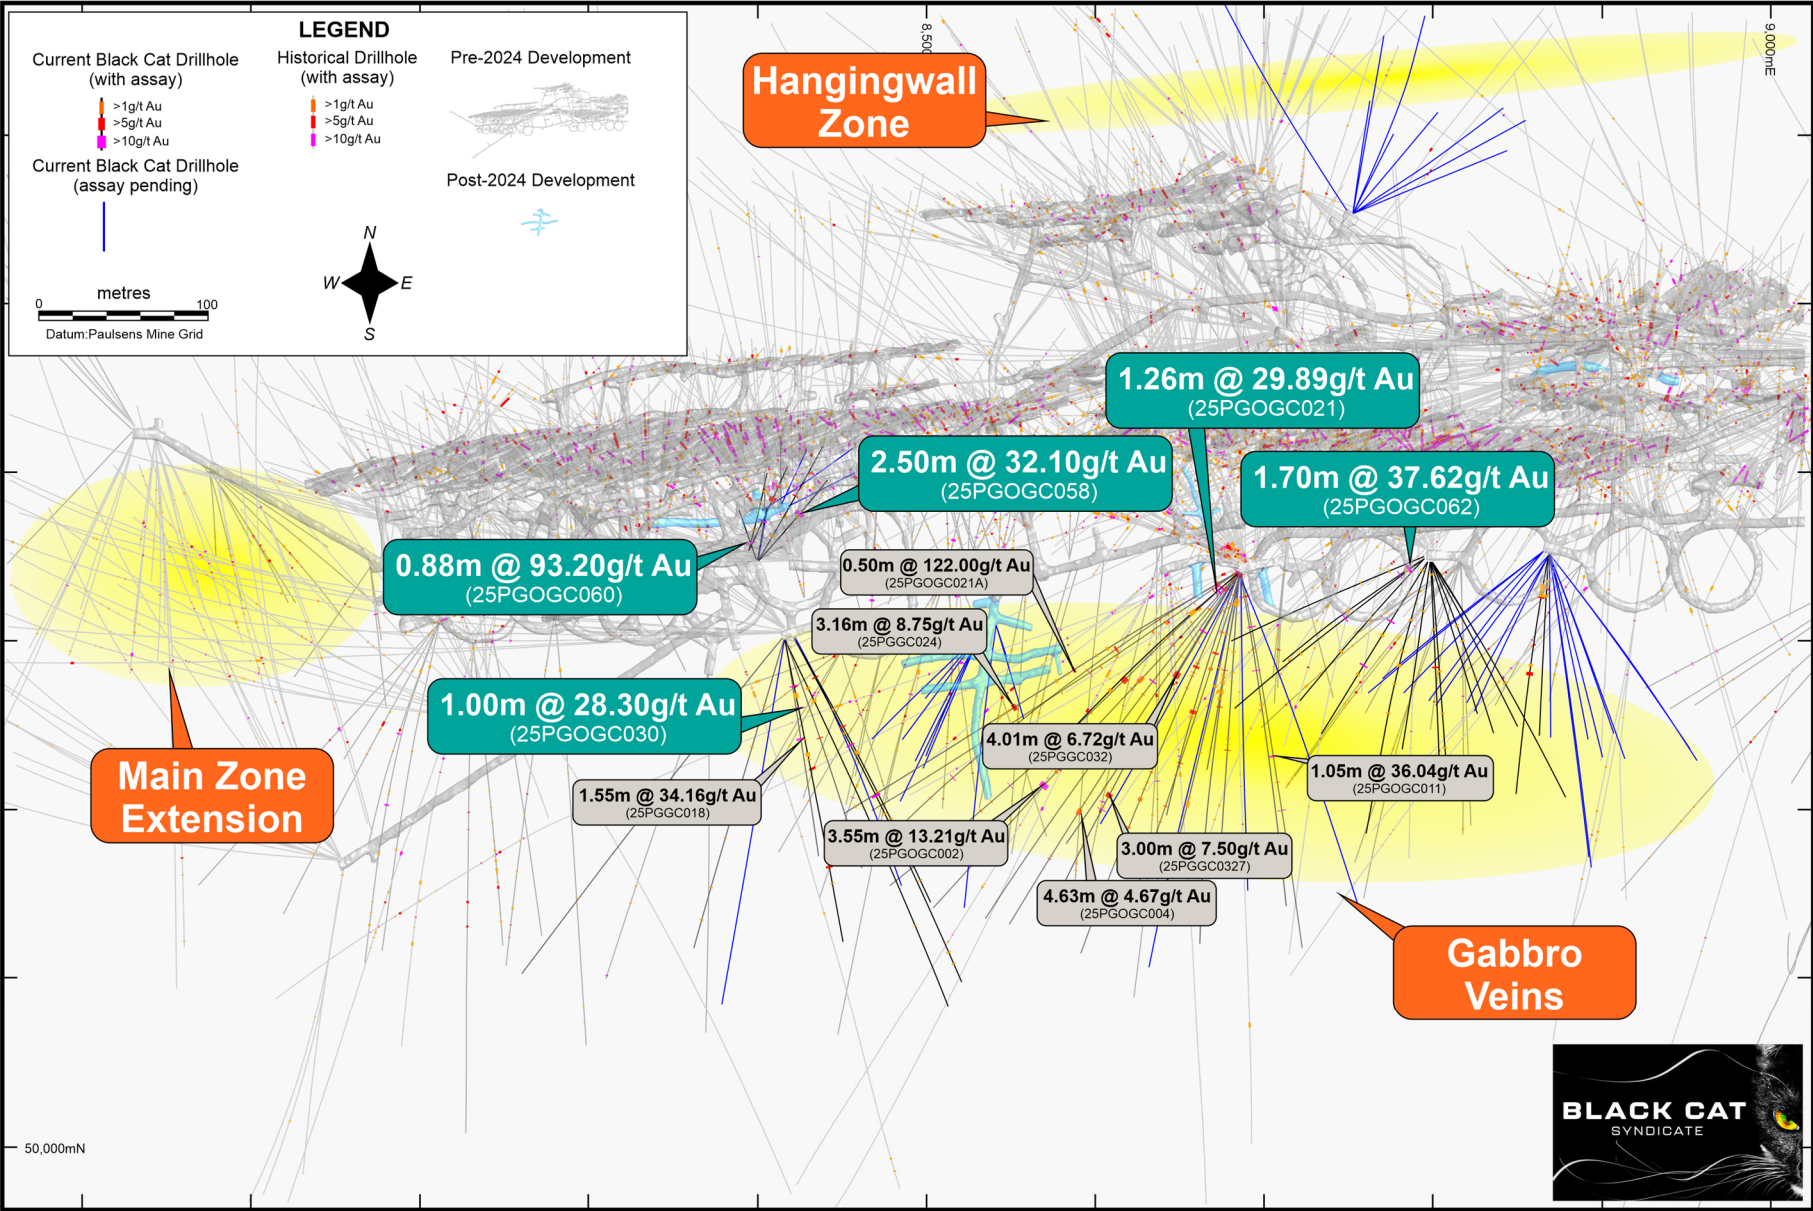 LEGEND
Current Black Cat Drillhole
(with assay)
>1g/t Au
>5g/t Au
>10g/t Au
Current Black Cat Drillhole
(assay pending)
Historical Drillhole
(with assay)
>1g/t Au
>5g/t Au
>10g/t Au
Pre-2024 Development
Post-2024 Development
N
W
E
S
metres
0
100
Datum:Paulsens Mine Grid
8,500
9,000mE
Hangingwall
Zone
1.26m @ 29.89g/t Au
(25PGOGC021)
2.50m @ 32.10g/t Au
(25PGOGC058)
1.70m @ 37.62g/t Au
(25PGOGC062)
0.88m @ 93.20g/t Au
(25PGOGC060)
0.50m @ 122.00g/t Au
(25PGOGC021A)
3.16m @ 8.75g/t Au
(25PGGC024)
1.00m @ 28.30g/t Au
(25PGOGC030)
4.01m @ 6.72g/t Au
(25PGGC032)
1.05m @ 36.04g/t Au
(25PGOGC011)
Main Zone
Extension
1.55m @ 34.16g/t Au
(25PGGC018)
3.55m @ 13.21g/t Au
(25PGOGC002)
3.00m @ 7.50g/t Au
(25PGGC0327)
4.63m @ 4.67g/t Au
(25PGOGC004)
Gabbro
Veins
50,000mN
BLACK CAT
SYNDICATE